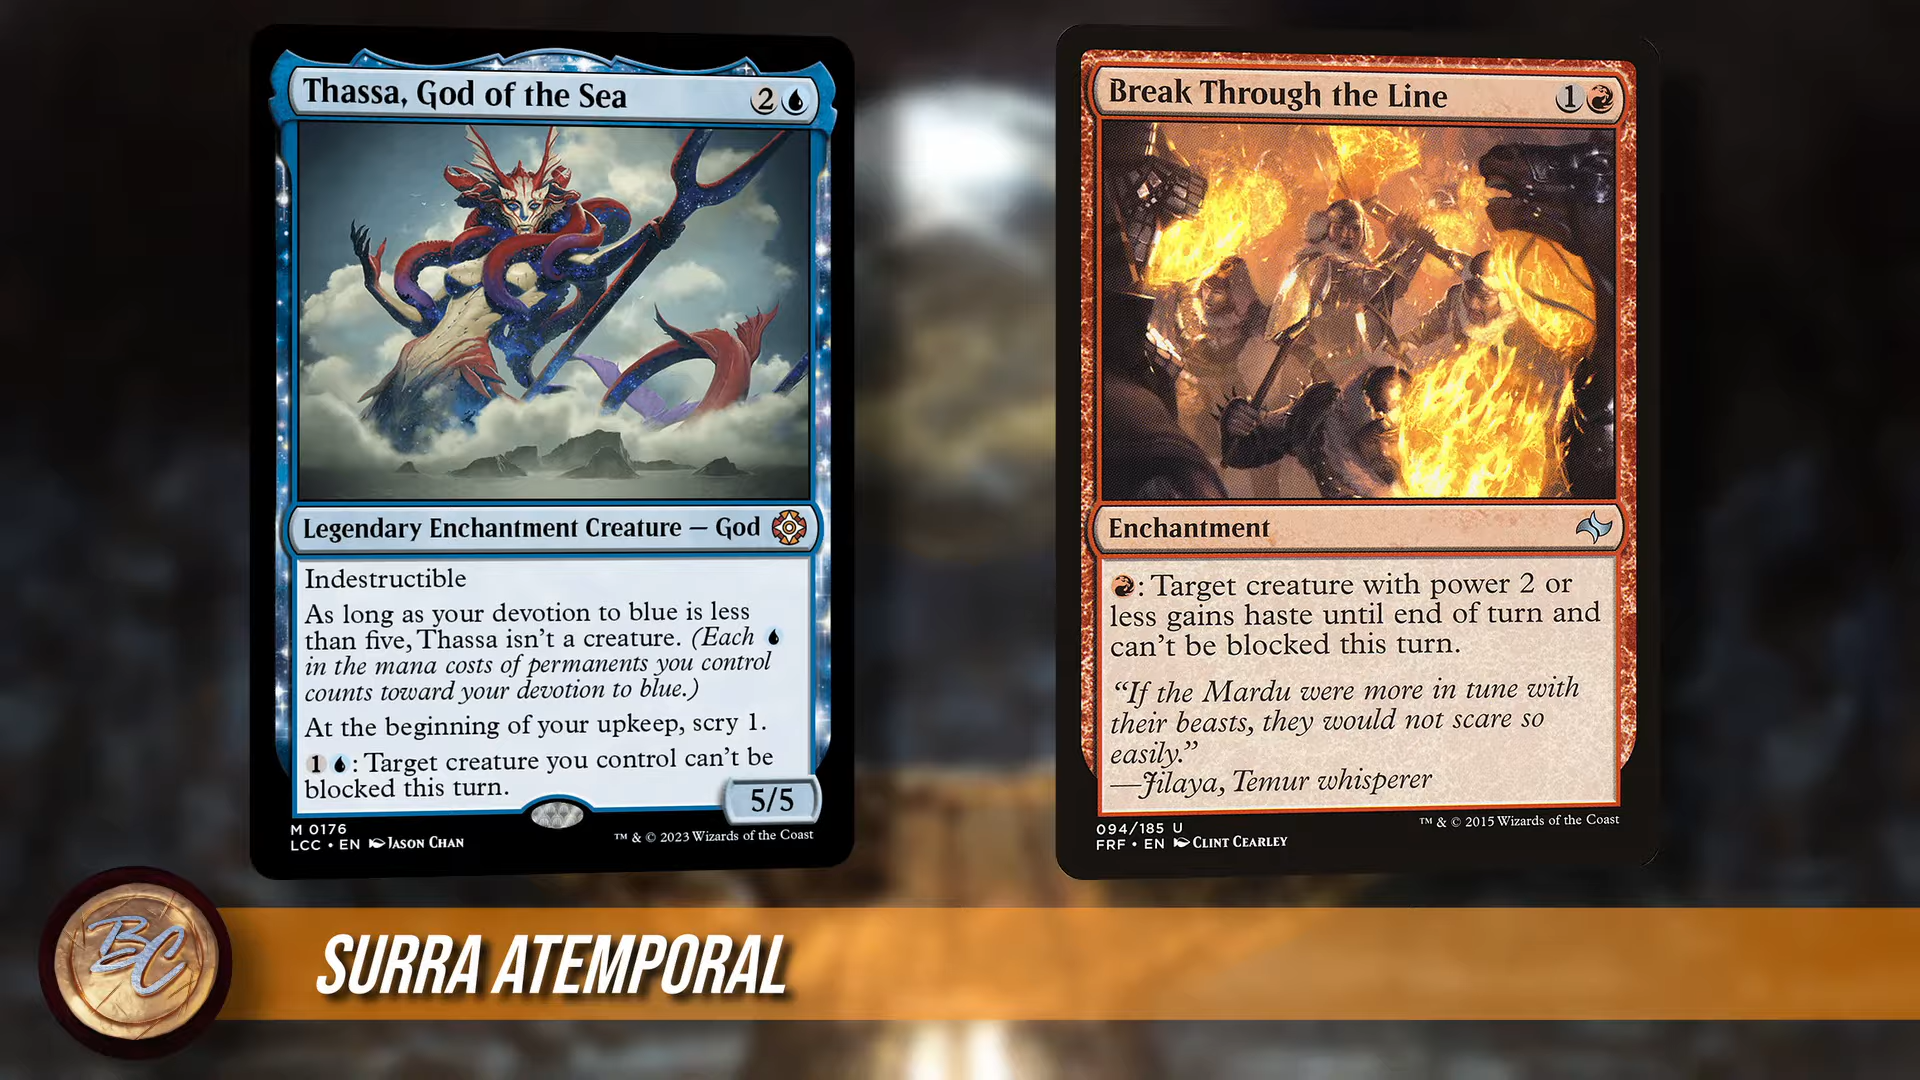 Thassa, God of the Sea
2
Legendary Enchantment Creature — God
Indestructible
As long as your devotion to blue is less
than five, Thassa isn't a creature. (Each
in the mana costs of permanents you control
counts toward your devotion to blue.)
At the beginning of your upkeep, scry 1.
1 : Target creature you control can't be
blocked this turn.
5/5
M 0176
LCC • EN JASON CHAN
™ & © 2023 Wizards of the Coast
Break Through the Line
1
Enchantment
: Target creature with power 2 or
less gains haste until end of turn and
can't be blocked this turn.
“If the Mardu were more in tune with
their beasts, they would not scare so
easily.”
—Jilaya, Temur whisperer
094/185 U
FRF • EN CLINT CEARLEY
™ & © 2015 Wizards of the Coast
BC
SURRA ATEMPORAL